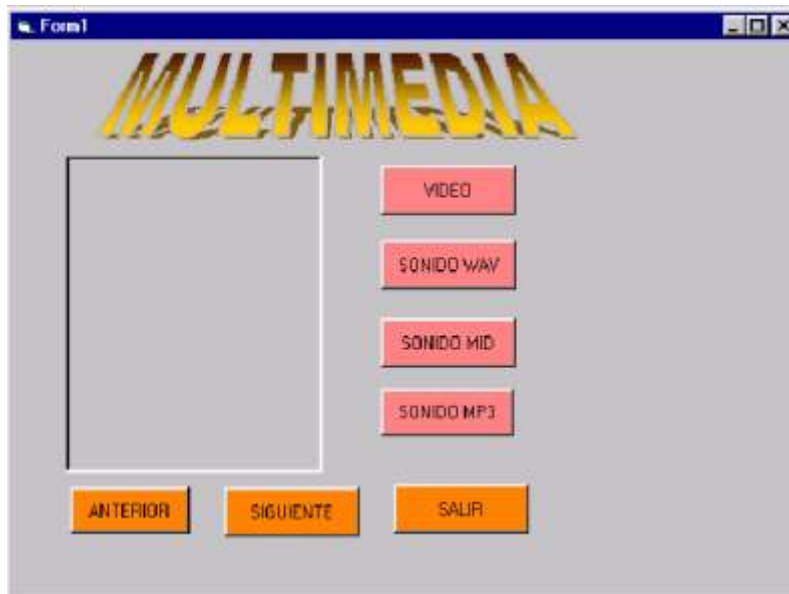 Form1
MULTIMEDIA
VIDEO
SONIDO WAV
SONIDO MID
SONIDO MP3
ANTERIOR
SIGUIENTE
SALIR